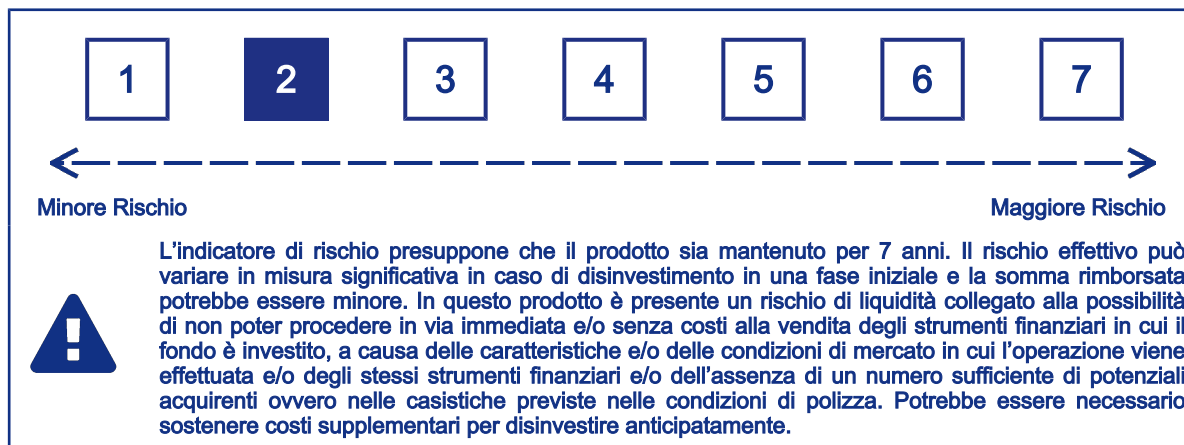 1 2 3 4 5 6 7
Minore Rischio Maggiore Rischio
L'indicatore di rischio presuppone che il prodotto sia mantenuto per 7 anni. Il rischio effettivo può
variare in misura significativa in caso di disinvestimento in una fase iniziale e la somma rimborsata
potrebbe essere minore. In questo prodotto è presente un rischio di liquidità collegato alla possibilità
di non poter procedere in via immediata e/o senza costi alla vendita degli strumenti finanziari in cui il
fondo è investito, a causa delle caratteristiche e/o delle condizioni di mercato in cui l'operazione viene
effettuata e/o degli stessi strumenti finanziari e/o dell'assenza di un numero sufficiente di potenziali
acquirenti ovvero nelle casistiche previste nelle condizioni di polizza. Potrebbe essere necessario
sostenere costi supplementari per disinvestire anticipatamente.